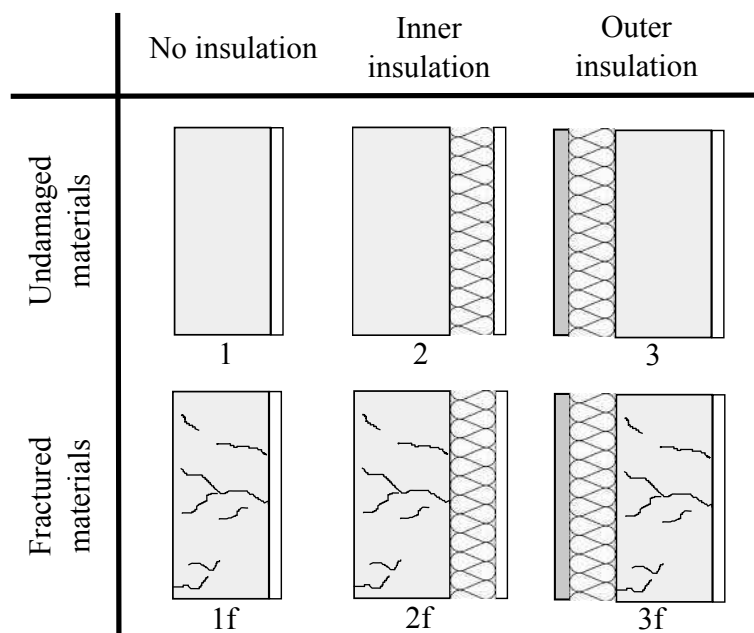 No insulation
Inner
insulation
Outer
insulation
Undamaged
materials
1
2
3
Fractured
materials
1f
2f
3f